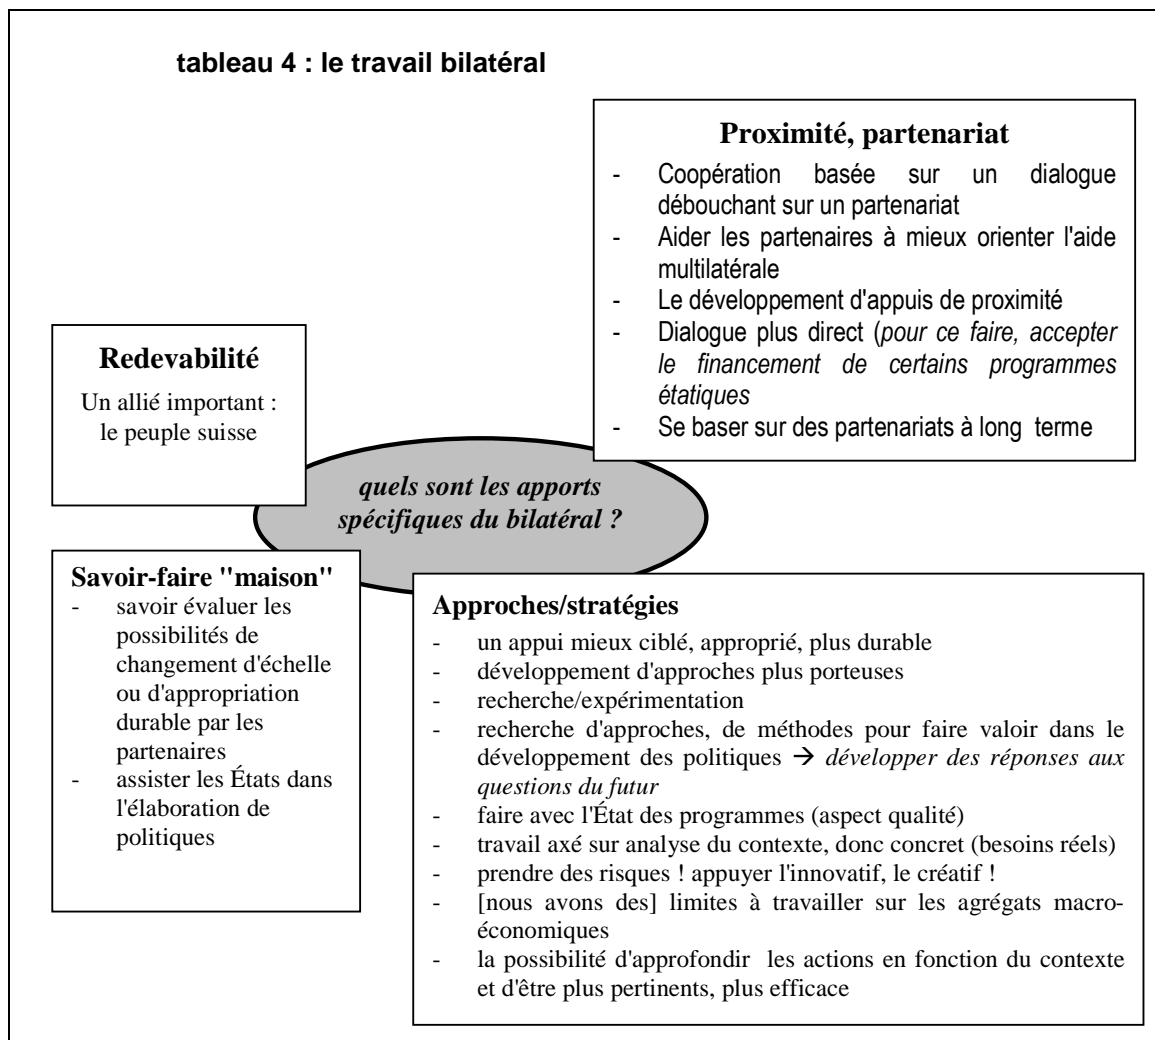 tableau 4 : le travail bilatéral
Proximité, partenariat
- Coopération basée sur un dialogue
débouchant sur un partenariat
- Aider les partenaires à mieux orienter l'aide
multilatérale
- Le développement d'appuis de proximité
- Dialogue plus direct (pour ce faire, accepter
le financement de certains programmes
étatiques
- Se baser sur des partenariats à long terme
Redevabilité
Un allié important :
le peuple suisse
quels sont les apports
spécifiques du bilatéral ?
Savoir-faire "maison"
- savoir évaluer les
possibilités de
changement d'échelle
ou d'appropriation
durable par les
partenaires
- assister les États dans
l'élaboration de
politiques
Approches/stratégies
- un appui mieux ciblé, approprié, plus durable
- développement d'approches plus porteuses
- recherche/expérimentation
- recherche d'approches, de méthodes pour faire valoir dans le
développement des politiques → développer des réponses aux
questions du futur
- faire avec l'État des programmes (aspect qualité)
- travail axé sur analyse du contexte, donc concret (besoins réels)
- prendre des risques ! appuyer l'innovatif, le créatif !
- [nous avons des] limites à travailler sur les agrégats macro-
économiques
- la possibilité d'approfondir les actions en fonction du contexte
et d'être plus pertinents, plus efficace